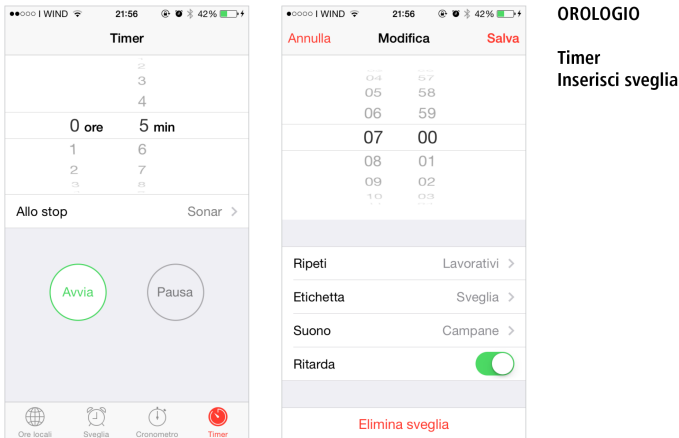 I WIND 21:56 42%
Timer
2
3
4
0 ore 5 min
1 6
2 7
3 8
Allo stop Sonar
Avvia Pausa
Ore locali Sveglia Cronometro Timer
I WIND 21:56 42%
Annulla Modifica Salva
04 57
05 58
06 59
07 00
08 01
09 02
10 03
Ripeti Lavorativi
Etichetta Sveglia
Suono Campane
Ritarda
Elimina sveglia
OROLOGIO
Timer
Inserisci sveglia